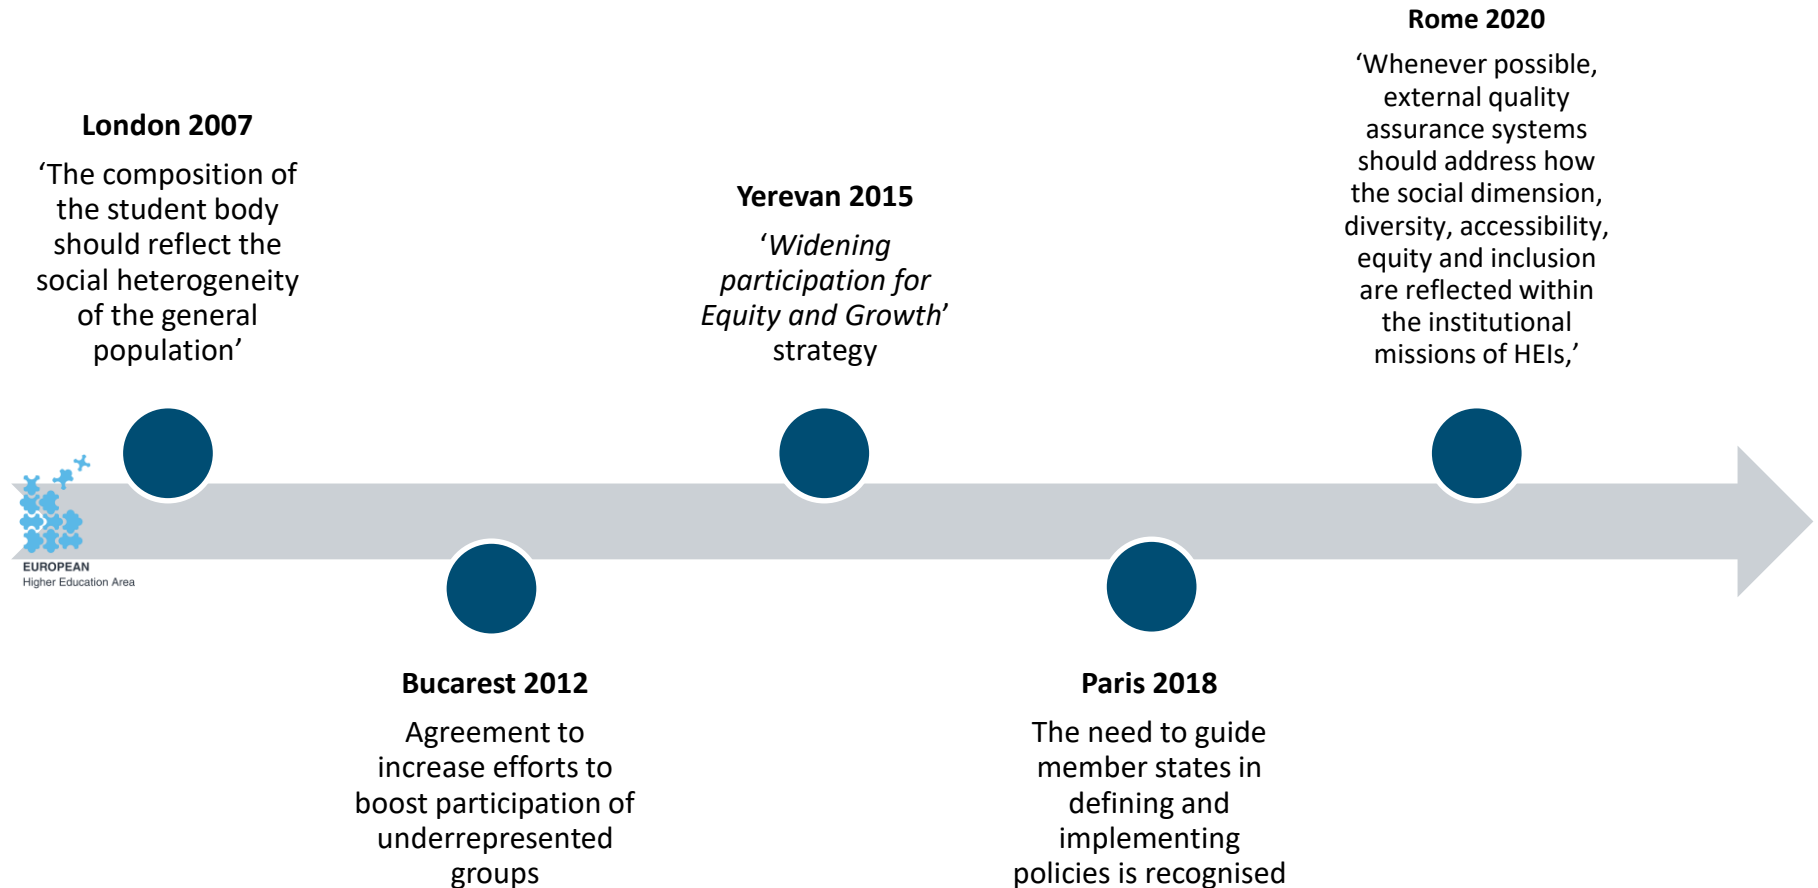 London 2007
‘The composition of
the student body
should reflect the
social heterogeneity
of the general
population’
Bucarest 2012
Agreement to
increase efforts to
boost participation of
underrepresented
groups
Yerevan 2015
‘Widening
participation for
Equity and Growth’
strategy
Paris 2018
The need to guide
member states in
defining and
implementing
policies is recognised
Rome 2020
‘Whenever possible,
external quality
assurance systems
should address how
the social dimension,
diversity, accessibility,
equity and inclusion
are reflected within
the institutional
missions of HEIs,’
EUROPEAN
Higher Education Area